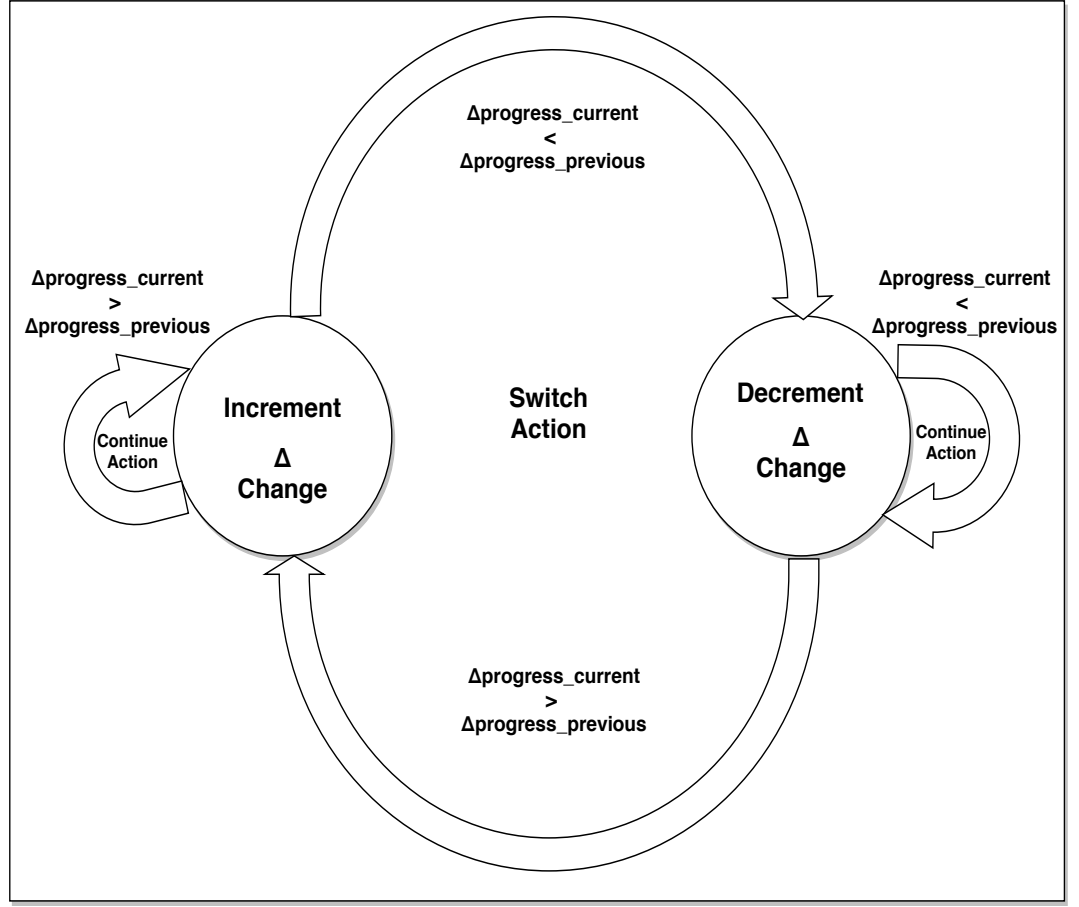 Δprogress_current
<
Δprogress_previous
Δprogress_current
>
Δprogress_previous
Δprogress_current
<
Δprogress_previous
Continue
Action
Increment
Δ
Change
Switch
Action
Decrement
Δ
Change
Continue
Action
Δprogress_current
>
Δprogress_previous